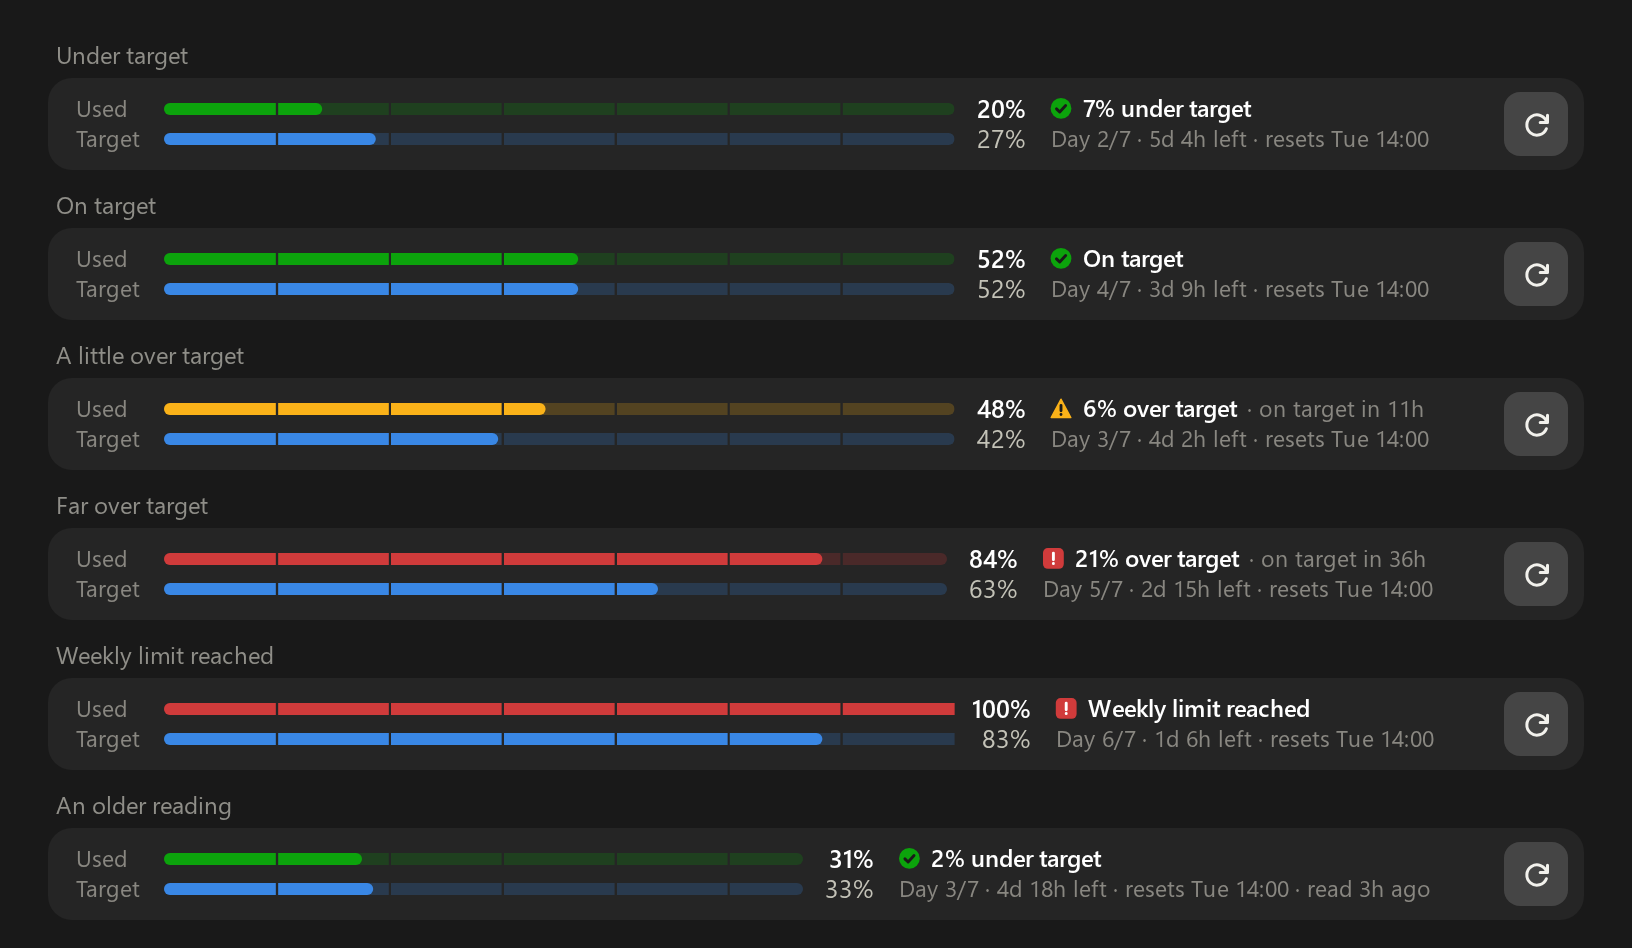 Under target
Used 20% 7% under target
Target 27% Day 2/7 · 5d 4h left · resets Tue 14:00
On target
Used 52% On target
Target 52% Day 4/7 · 3d 9h left · resets Tue 14:00
A little over target
Used 48% 6% over target · on target in 11h
Target 42% Day 3/7 · 4d 2h left · resets Tue 14:00
Far over target
Used 84% 21% over target · on target in 36h
Target 63% Day 5/7 · 2d 15h left · resets Tue 14:00
Weekly limit reached
Used 100% Weekly limit reached
Target 83% Day 6/7 · 1d 6h left · resets Tue 14:00
An older reading
Used 31% 2% under target
Target 33% Day 3/7 · 4d 18h left · resets Tue 14:00 · read 3h ago